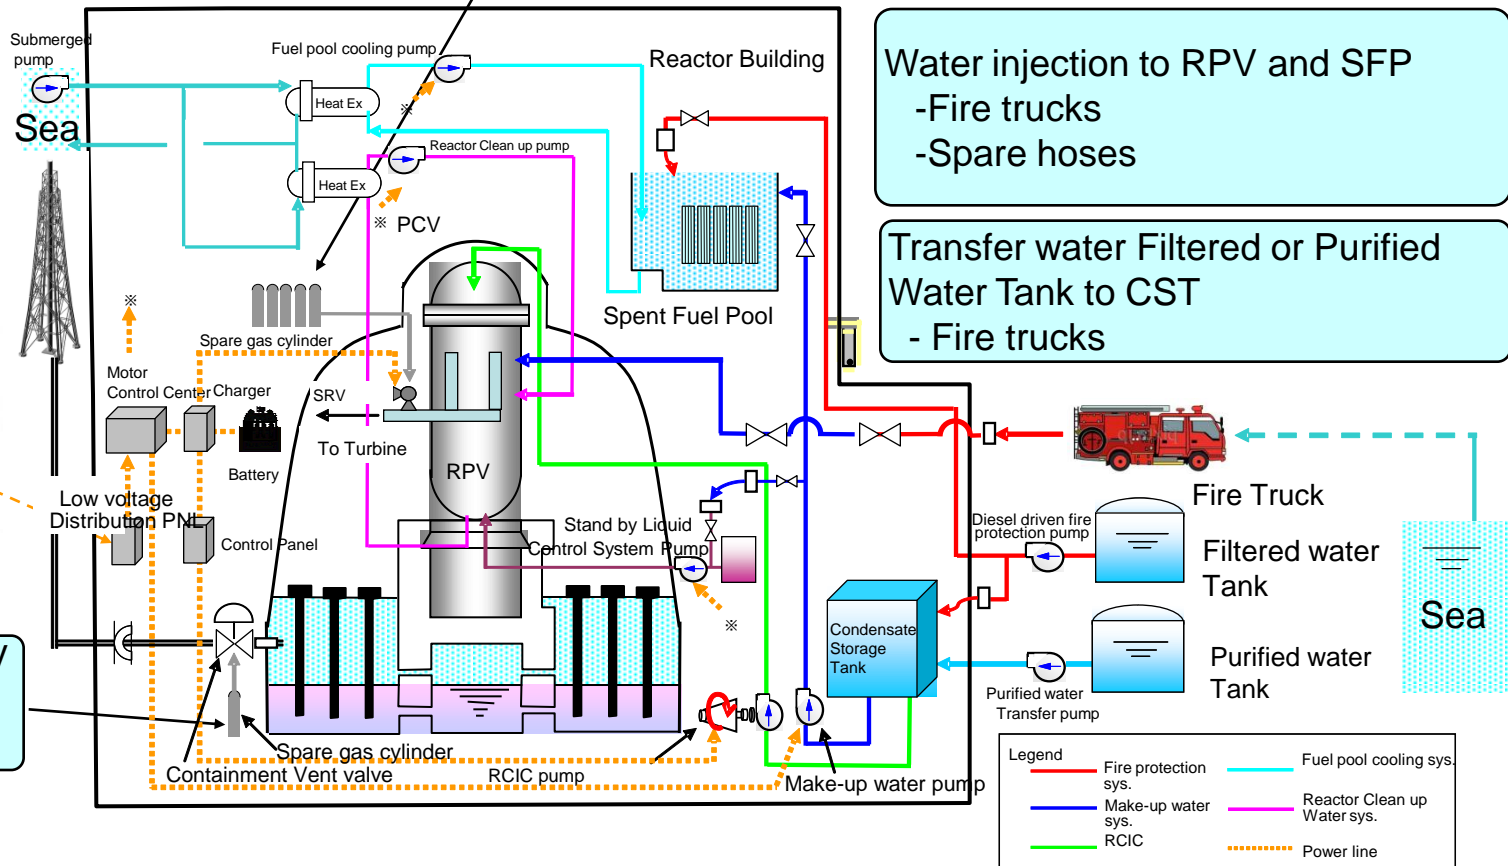 Submerged
pump
Sea
Fuel pool cooling pump
Reactor Building
Heat Ex
※
Reactor Clean up pump
Heat Ex
※ PCV
Water injection to RPV and SFP
-Fire trucks
-Spare hoses
Transfer water Filtered or Purified
Water Tank to CST
- Fire trucks
Spent Fuel Pool
※
Spare gas cylinder
Motor
Control Center
Charger
SRV
To Turbine
Battery
RPV
Low voltage
Distribution PNL
Control Panel
Stand by Liquid
Control System Pump
※
Fire Truck
Diesel driven fire
protection pump
Filtered water
Tank
Sea
Condensate
Storage
Tank
Purified water
Tank
Purified water
Transfer pump
Spare gas cylinder
Containment Vent valve
RCIC pump
Make-up water pump
Legend
Fire protection
sys.
Fuel pool cooling sys.
Make-up water
sys.
Reactor Clean up
Water sys.
RCIC
Power line